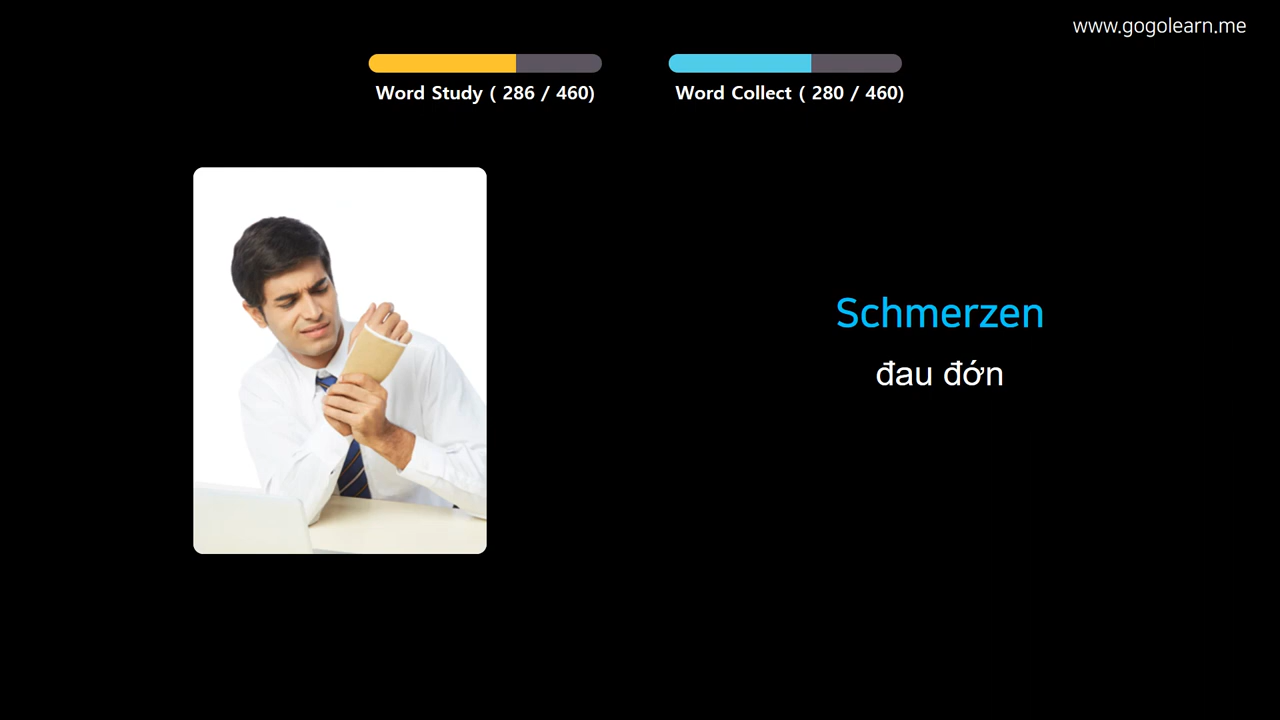 www.gogolearn.me
Word Study ( 286 / 460)
Word Collect ( 280 / 460)
Schmerzen
đau đớn